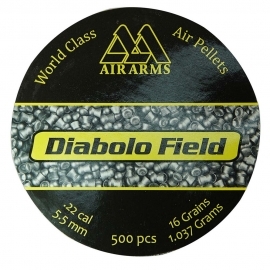 World Class
Air Pellets
AIR ARMS
Diabolo Field
.22 cal
5.5 mm
500 pcs
16 Grains
1.037 Grams